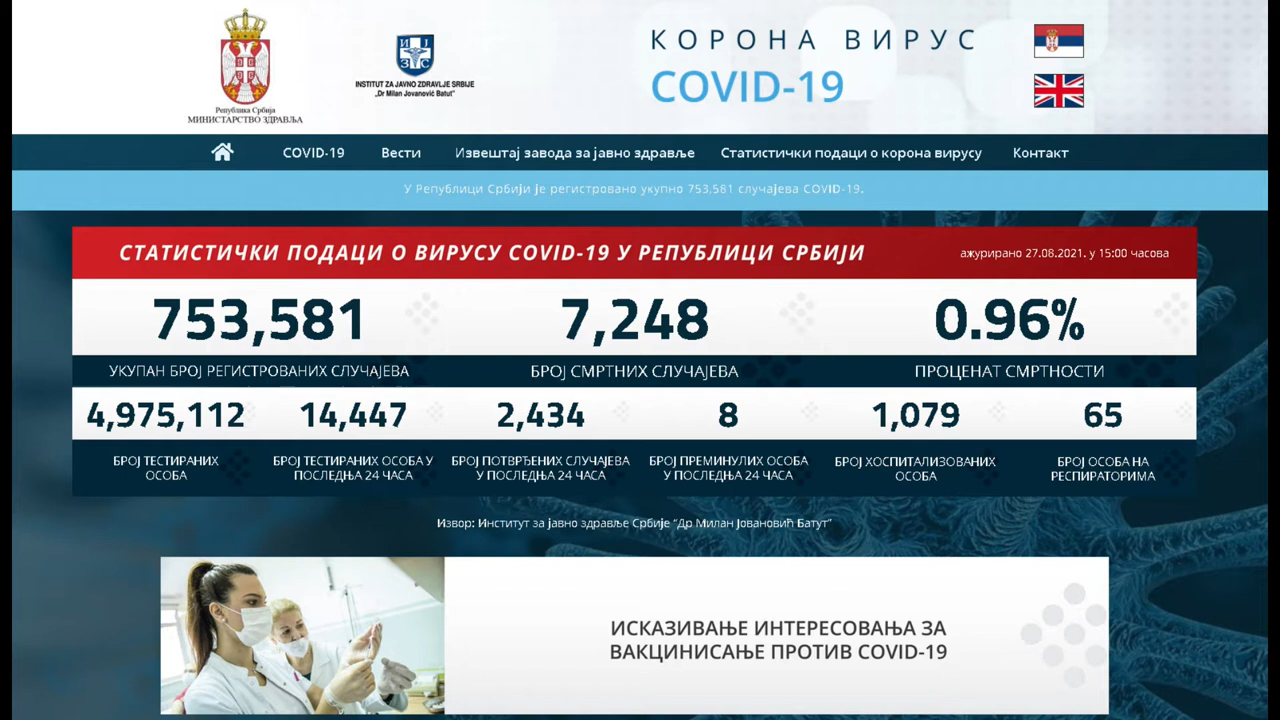 Република Србија
МИНИСТАРСТВО ЗДРАВЉА
И Ј
З С
INSTITUT ZA JAVNO ZDRAVLJE SRBIJE
„Dr Milan Jovanović Batut"
КОРОНА ВИРУС
COVID-19
COVID-19 Вести Извештај завода за јавно здравље Статистички подаци о корона вирусу Контакт
У Републици Србији је регистровано укупно 753,581 случајева COVID-19.
СТАТИСТИЧКИ ПОДАЦИ О ВИРУСУ COVID-19 У РЕПУБЛИЦИ СРБИЈИ
ажурирано 27.08.2021. у 15:00 часова
753,581 7,248 0.96%
УКУПАН БРОЈ РЕГИСТРОВАНИХ СЛУЧАЈЕВА БРОЈ СМРТНИХ СЛУЧАЈЕВА ПРОЦЕНАТ СМРТНОСТИ
4,975,112 14,447 2,434 8 1,079 65
БРОЈ ТЕСТИРАНИХ БРОЈ ТЕСТИРАНИХ ОСОБА У БРОЈ ПОТВРЂЕНИХ СЛУЧАЈЕВА БРОЈ ПРЕМИНУЛИХ ОСОБА БРОЈ ХОСПИТАЛИЗОВАНИХ БРОЈ ОСОБА НА
ОСОБА ПОСЛЕДЊА 24 ЧАСА У ПОСЛЕДЊА 24 ЧАСА У ПОСЛЕДЊА 24 ЧАСА ОСОБА РЕСПИРАТОРИМА
Извор: Институт за јавно здравље Србије “Др Милан Јовановић Батут”
ИСКАЗИВАЊЕ ИНТЕРЕСОВАЊА ЗА
ВАКЦИНИСАЊЕ ПРОТИВ COVID-19